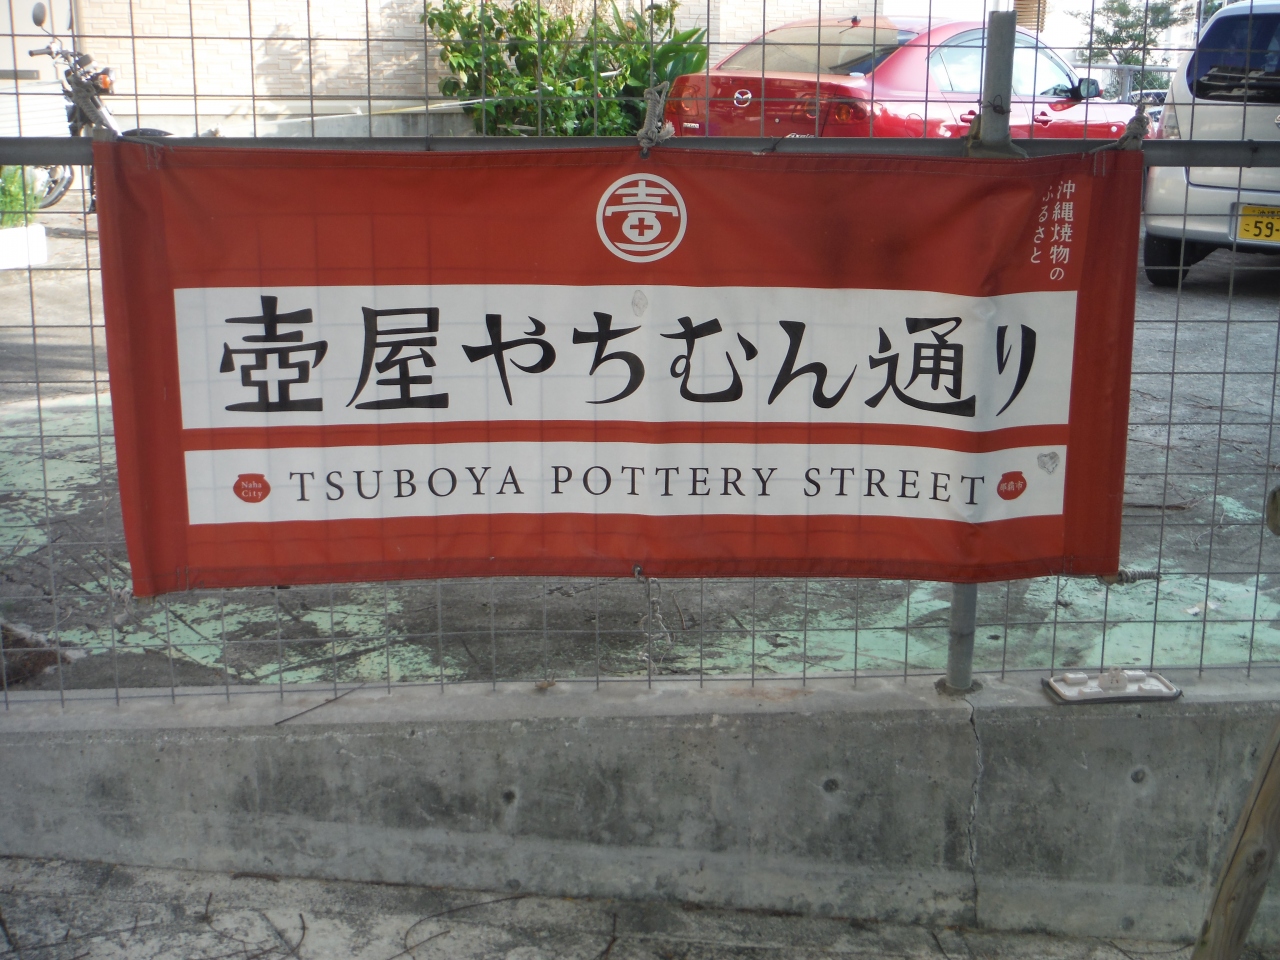 沖縄焼物の
ふるさと
壺屋やちむん通り
Naha
City
TSUBOYA POTTERY STREET
那覇市
59-